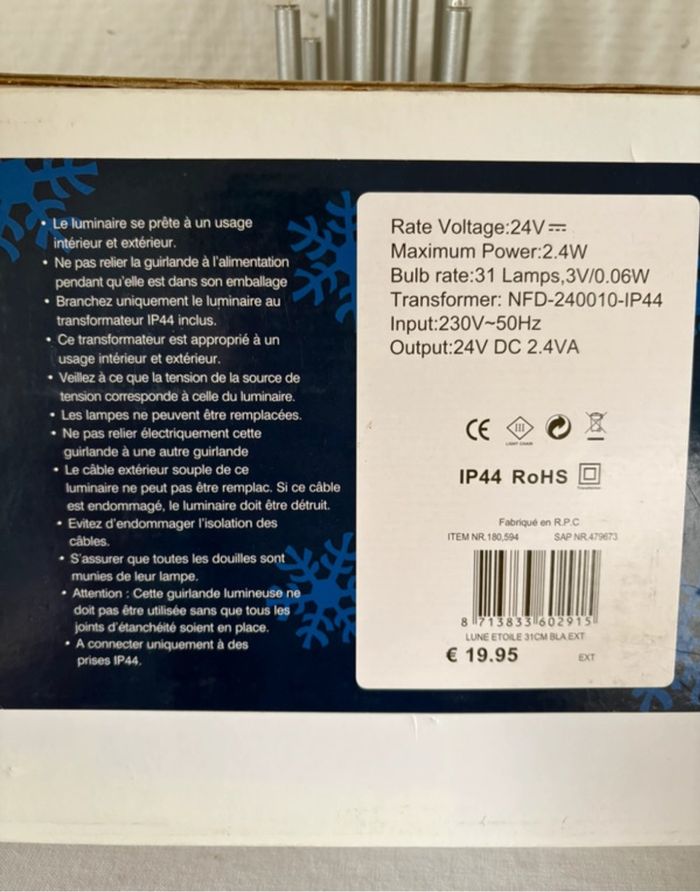 • Le luminaire se prête à un usage
intérieur et extérieur.
• Ne pas relier la guirlande à l'alimentation
pendant qu'elle est dans son emballage
• Branchez uniquement le luminaire au
transformateur IP44 inclus.
• Ce transformateur est approprié à un
usage intérieur et extérieur.
• Veillez à ce que la tension de la source de
tension corresponde à celle du luminaire.
• Les lampes ne peuvent être remplacées.
• Ne pas relier électriquement cette
guirlande à une autre guirlande
• Le câble extérieur souple de ce
luminaire ne peut pas être remplac. Si ce câble
est endommagé, le luminaire doit être détruit.
• Evitez d'endommager l'isolation des
câbles.
• S'assurer que toutes les douilles sont
munies de leur lampe.
• Attention : Cette guirlande lumineuse ne
doit pas être utilisée sans que tous les
joints d'étanchéité soient en place.
• A connecter uniquement à des
prises IP44.
Rate Voltage:24V
Maximum Power:2.4W
Bulb rate:31 Lamps,3V/0.06W
Transformer: NFD-240010-IP44
Input:230V~50Hz
Output:24V DC 2.4VA
CE III
LIGHT CHAIN
IP44 RoHS
Fabriqué en R.P.C
ITEM NR.180,594 SAP NR.479673
8 713833 602915
LUNE ETOILE 31CM BLA.EXT
€ 19.95 EXT